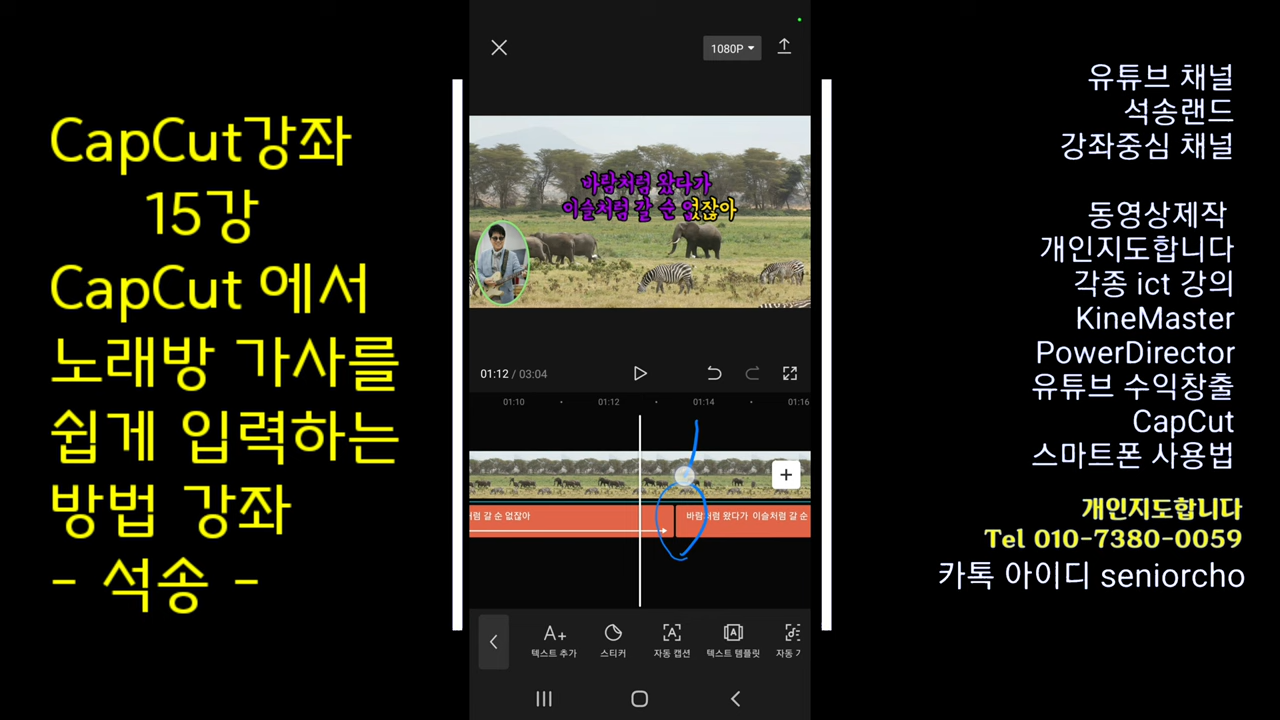 CapCut강좌
15강
CapCut 에서
노래방 가사를
쉽게 입력하는
방법 강좌
- 석송 -
1080P
바람처럼 왔다가
이슬처럼 갈 순 없잖아
01:12 / 03:04
01:10
01:12
01:14
01:16
처럼 갈 순 없잖아
바람처럼 왔다가 이슬처럼 갈 순
A+
텍스트 추가
스티커
A
자동 캡션
A
텍스트 템플릿
자동 가
유튜브 채널
석송랜드
강좌중심 채널
동영상제작
개인지도합니다
각종 ict 강의
KineMaster
PowerDirector
유튜브 수익창출
CapCut
스마트폰 사용법
개인지도합니다
Tel 010-7380-0059
카톡 아이디 seniorcho